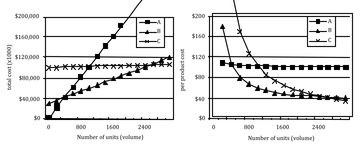 $200,000
$160,000
$120,000
$80,000
$40,000
$0
total cost (x1000)
0
800
1600
2400
Number of units (volume)
A
B
C
$200
$160
$120
$80
$40
$0
per product cost
0
800
1600
2400
Number of units (volume)
A
B
C